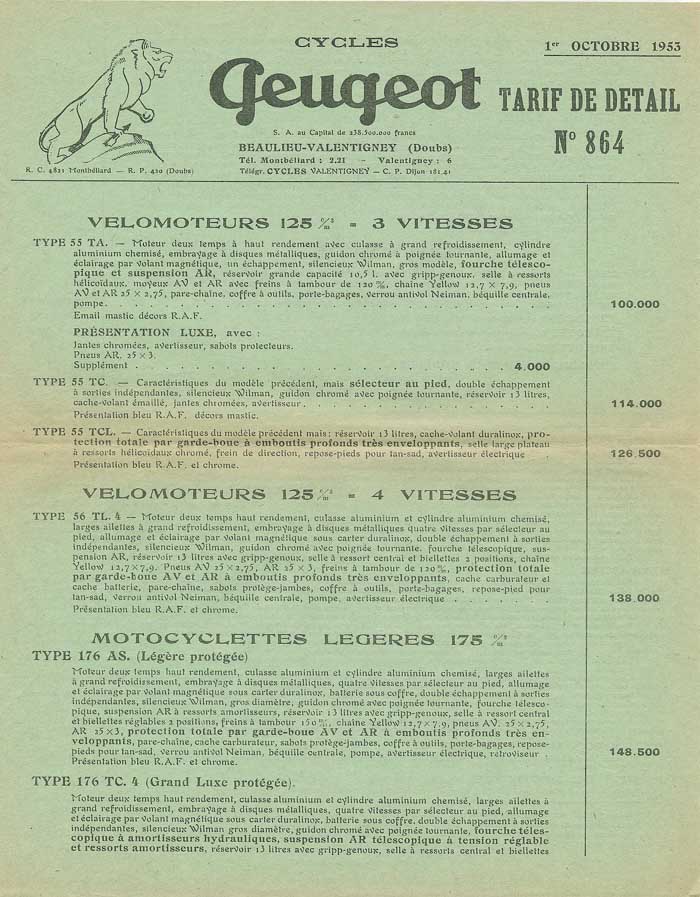 CYCLES
Peugeot
1er OCTOBRE 1953
TARIF DE DETAIL
N° 864
S. A. au Capital de 238.500.000 francs
BEAULIEU-VALENTIGNEY (Doubs)
Tél. Montbéliard : 2.21 – Valentigney : 6
Télégr. CYCLES VALENTIGNEY – C. P. Dijon 181.41
R. C. 4821 Montbéliard – R. P. 420 (Doubs)
VELOMOTEURS 125 c/m3 = 3 VITESSES
TYPE 55 TA. — Moteur deux temps à haut rendement avec culasse à grand refroidissement, cylindre
aluminium chemisé, embrayage à disques métalliques, guidon chromé à poignée tournante, allumage et
éclairage par volant magnétique, un échappement, silencieux Wilman, gros modèle, fourche télesco-
pique et suspension AR, réservoir grande capacité 10,5 l. avec gripp-genoux, selle à ressorts
hélicoïdaux, moyeux AV et AR avec freins à tambour de 120 m/m, chaîne Yellow 12,7 × 7,9, pneus
AV et AR 25 × 2,75, pare-chaîne, coffre à outils, porte-bagages, verrou antivol Neiman, béquille centrale,
pompe. 100.000
Email mastic décors R.A.F.
PRÉSENTATION LUXE, avec :
Jantes chromées, avertisseur, sabots protecteurs.
Pneus AR, 25 × 3.
Supplément 4.000
TYPE 55 TC. — Caractéristiques du modèle précédent, mais sélecteur au pied, double échappement
à sorties indépendantes, silencieux Wilman, guidon chromé avec poignée tournante, réservoir 13 litres,
cache-volant émaillé, jantes chromées, avertisseur 114.000
Présentation bleu R.A.F. décors mastic.
TYPE 55 TCL. — Caractéristiques du modèle précédent mais : réservoir 13 litres, cache-volant duralinox, pro-
tection totale par garde-boue à emboutis profonds très enveloppants, selle large plateau
à ressorts hélicoïdaux chromé, frein de direction, repose-pieds pour tan-sad, avertisseur électrique 126.500
Présentation bleu R.A.F. et chrome.
VELOMOTEURS 125 c/m3 = 4 VITESSES
TYPE 56 TL. 4 — Moteur deux temps haut rendement, culasse aluminium et cylindre aluminium chemisé,
larges ailettes à grand refroidissement, embrayage à disques métalliques quatre vitesses par sélecteur au
pied, allumage et éclairage par volant magnétique sous carter duralinox, double échappement à sorties
indépendantes, silencieux Wilman, guidon chromé avec poignée tournante, fourche télescopique, sus-
pension AR, réservoir 13 litres avec gripp-genoux, selle à ressort central et biellettes 2 positions, chaîne
Yellow 12,7×7,9. Pneus AV 25×2,75, AR 25 × 3, freins à tambour de 120 m/m, protection totale
par garde-boue AV et AR à emboutis profonds très enveloppants, cache carburateur et
cache batterie, pare-chaîne, sabots protège-jambes, coffre à outils, porte-bagages, repose-pied pour
tan-sad, verrou antivol Neiman, béquille centrale, pompe, avertisseur électrique 138.000
Présentation bleu R.A.F. et chrome.
MOTOCYCLETTES LEGERES 175 c/m3
TYPE 176 AS. (Légère protégée)
Moteur deux temps haut rendement, culasse aluminium et cylindre aluminium chemisé, larges ailettes
à grand refroidissement, embrayage à disques métalliques, quatre vitesses par sélecteur au pied, allumage
et éclairage par volant magnétique sous carter duralinox, batterie sous coffre, double échappement à sorties
indépendantes, silencieux Wilman, gros diamètre, guidon chromé avec poignée tournante, fourche télesco-
pique, suspension AR à ressorts amortisseurs, réservoir 13 litres avec gripp-genoux, selle à ressort central
et biellettes réglables 2 positions, freins à tambour 150 m/m, chaîne Yellow 12,7×7,9, pneus AV. 25×2,75,
AR 25×3, protection totale par garde-boue AV et AR à emboutis profonds très en-
veloppants, pare-chaîne, cache carburateur, sabots protège-jambes, coffre à outils, porte-bagages, repose-
pieds pour tan-sad, verrou antivol Neiman, béquille centrale, pompe, avertisseur électrique, rétroviseur 148.500
Présentation bleu R.A.F. et chrome.
TYPE 176 TC. 4 (Grand Luxe protégée).
Moteur deux temps haut rendement, culasse aluminium et cylindre aluminium chemisé, larges ailettes à
grand refroidissement, embrayage à disques métalliques, quatre vitesses par sélecteur au pied, allumage
et éclairage par volant magnétique sous carter duralinox, batterie sous coffre, double échappement à sorties
indépendantes, silencieux Wilman gros diamètre, guidon chromé avec poignée tournante, fourche téles-
copique à amortisseurs hydrauliques, suspension AR télescopique à tension réglable
et ressorts amortisseurs, réservoir 13 litres avec gripp-genoux, selle à ressorts central et biellettes